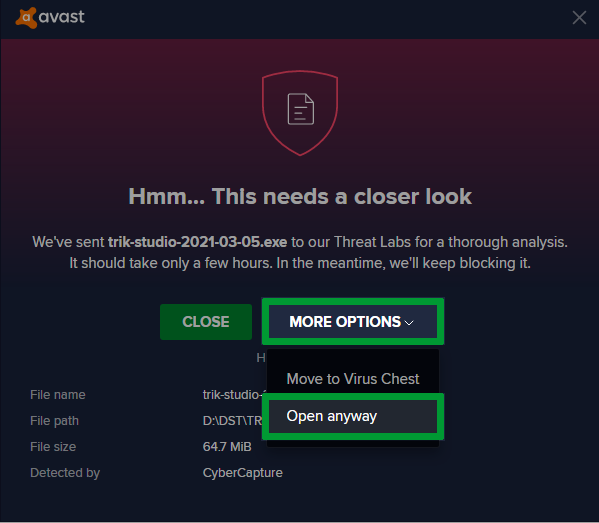 avast
Hmm... This needs a closer look
We've sent trik-studio-2021-03-05.exe to our Threat Labs for a thorough analysis.
It should take only a few hours. In the meantime, we'll keep blocking it.
CLOSE
MORE OPTIONS
H
Move to Virus Chest
Open anyway
File name trik-studio-
File path D:\DST\TR
File size 64.7 MiB
Detected by CyberCapture